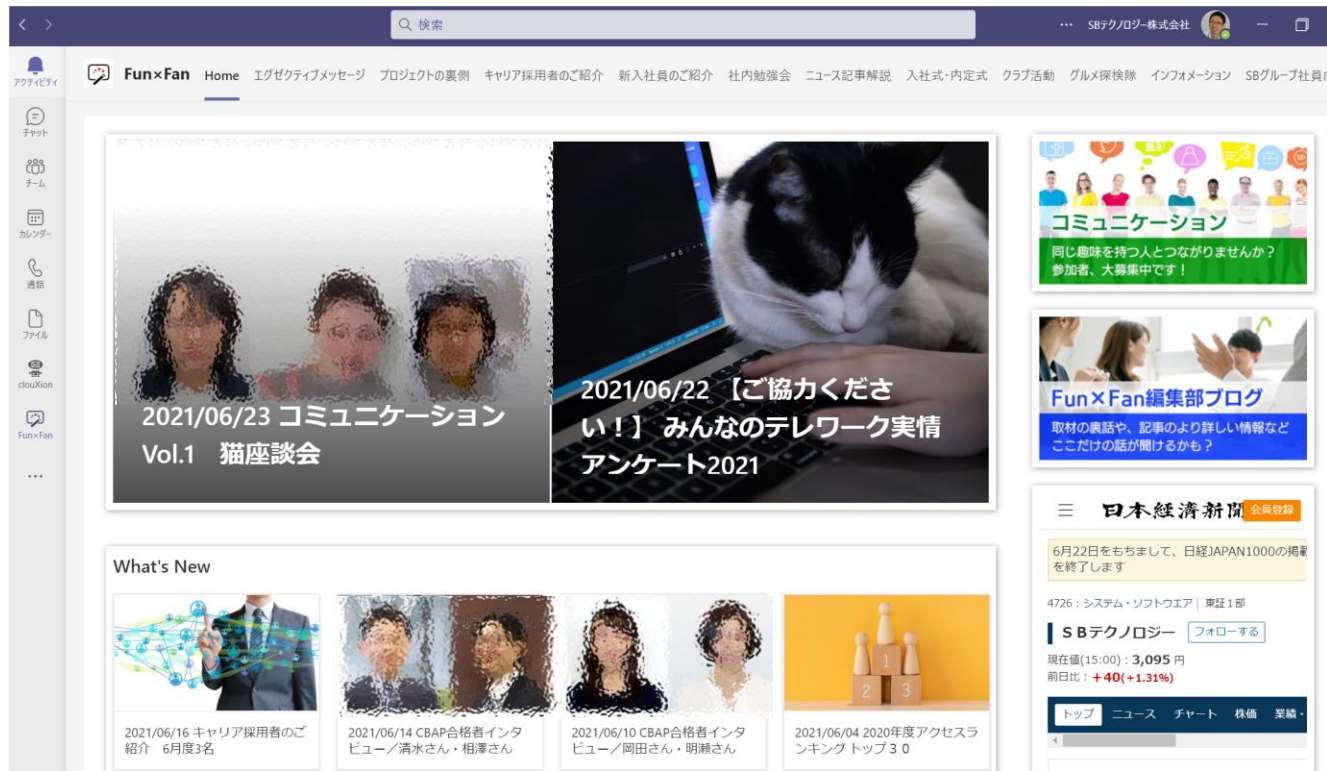 検索
… SBテクノロジー株式会社
アクティビティ
チャット
チーム
カレンダー
通話
ファイル
clouXion
Fun×Fan
…
Fun×Fan Home エグゼクティブメッセージ プロジェクトの裏側 キャリア採用者のご紹介 新入社員のご紹介 社内勉強会 ニュース記事解説 入社式・内定式 クラブ活動 グルメ探検隊 インフォメーション SBグループ社員
2021/06/23 コミュニケーション
Vol.1 猫座談会
2021/06/22 【ご協力くださ
い！】 みんなのテレワーク実情
アンケート2021
What's New
1
2 3
2021/06/16 キャリア採用者のご
紹介 6月度3名
2021/06/14 CBAP合格者インタ
ビュー／清水さん・相澤さん
2021/06/10 CBAP合格者インタ
ビュー／岡田さん・明瀬さん
2021/06/04 2020年度アクセスラ
ンキング トップ３０
コミュニケーション
同じ趣味を持つ人とつながりませんか？
参加者、大募集中です！
Fun×Fan編集部ブログ
取材の裏話や、記事のより詳しい情報など
ここだけの話が聞けるかも？
日本経済新聞 会員登録
6月22日をもちまして、日経JAPAN1000の掲載
を終了します
4726：システム・ソフトウエア│ 東証１部
ＳＢテクノロジー フォローする
現在値(15:00)：3,095 円
前日比：+40(+1.31%)
トップ ニュース チャート 株価 業績・